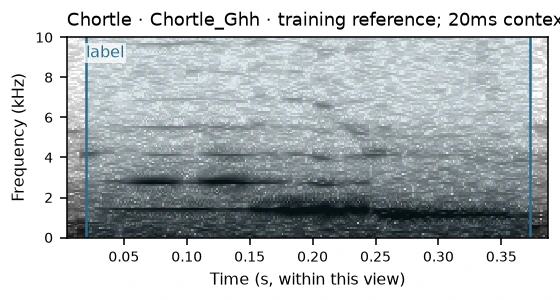 Chortle · Chortle_Ghh · training reference; 20ms contex
label
10
8
6
4
2
0
Frequency (kHz)
0.05 0.10 0.15 0.20 0.25 0.30 0.35
Time (s, within this view)